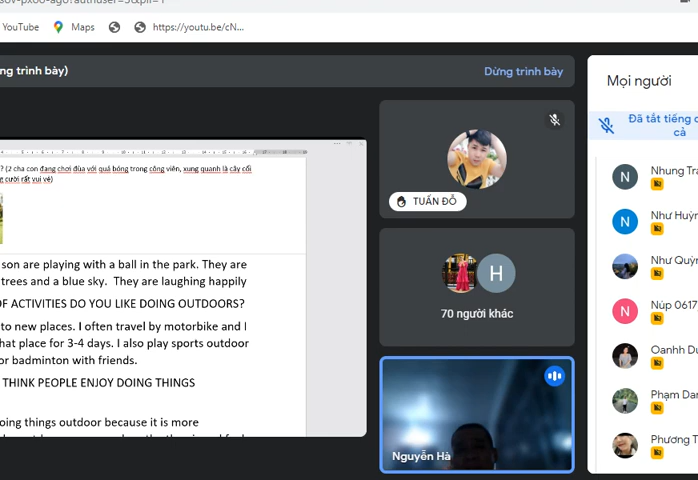 YouTube
Maps
https://youtu.be/cN...
ng trình bày)
Dừng trình bày
? (2 cha con đang chơi đùa với quả bóng trong công viên, xung quanh là cây cối
g cười rất vui vẻ)
son are playing with a ball in the park. They are
trees and a blue sky. They are laughing happily
OF ACTIVITIES DO YOU LIKE DOING OUTDOORS?
to new places. I often travel by motorbike and I
hat place for 3-4 days. I also play sports outdoor
or badminton with friends.
THINK PEOPLE ENJOY DOING THINGS
oing things outdoor because it is more
TUẤN ĐỖ
H
70 người khác
Nguyễn Hà
Mọi người
Đã tắt tiếng c
cả
N
Nhung Tra
N
Như Huỳn
Như Quỳn
N
Núp 0617
Oanhh Du
Phạm Dan
Phương T